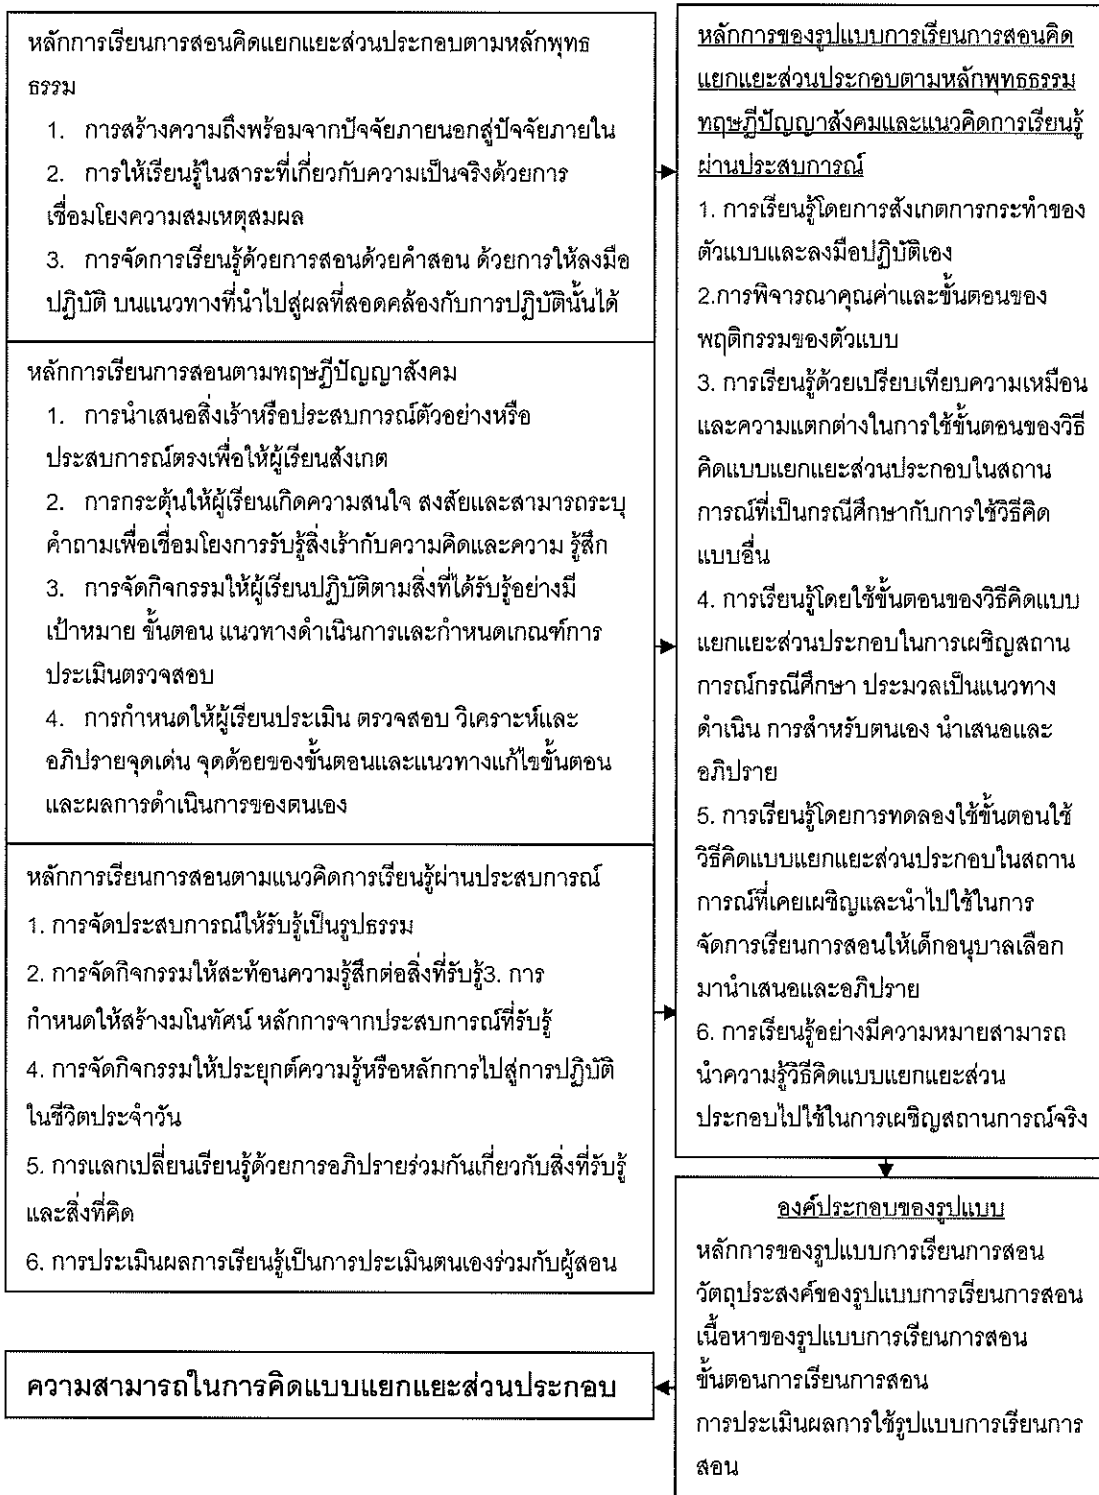 หลักการเรียนการสอนคิดแยกแยะส่วนประกอบตามหลักพุทธ
ธรรม
1. การสร้างความถึงพร้อมจากปัจจัยภายนอกสู่ปัจจัยภายใน
2. การให้เรียนรู้ในสาระที่เกี่ยวกับความเป็นจริงด้วยการ
เชื่อมโยงความสมเหตุสมผล
3. การจัดการเรียนรู้ด้วยการสอนด้วยคำสอน ด้วยการให้ลงมือ
ปฏิบัติ บนแนวทางที่นำไปสู่ผลที่สอดคล้องกับการปฏิบัตินั้นได้
หลักการเรียนการสอนตามทฤษฎีปัญญาสังคม
1. การนำเสนอสิ่งเร้าหรือประสบการณ์ตัวอย่างหรือ
ประสบการณ์ตรงเพื่อให้ผู้เรียนสังเกต
2. การกระตุ้นให้ผู้เรียนเกิดความสนใจ สงสัยและสามารถระบุ
คำถามเพื่อเชื่อมโยงการรับรู้สิ่งเร้ากับความคิดและความ รู้สึก
3. การจัดกิจกรรมให้ผู้เรียนปฏิบัติตามสิ่งที่ได้รับรู้อย่างมี
เป้าหมาย ขั้นตอน แนวทางดำเนินการและกำหนดเกณฑ์การ
ประเมินตรวจสอบ
4. การกำหนดให้ผู้เรียนประเมิน ตรวจสอบ วิเคราะห์และ
อภิปรายจุดเด่น จุดด้อยของขั้นตอนและแนวทางแก้ไขขั้นตอน
และผลการดำเนินการของตนเอง
หลักการเรียนการสอนตามแนวคิดการเรียนรู้ผ่านประสบการณ์
1. การจัดประสบการณ์ให้รับรู้เป็นรูปธรรม
2. การจัดกิจกรรมให้สะท้อนความรู้สึกต่อสิ่งที่รับรู้3. การ
กำหนดให้สร้างมโนทัศน์ หลักการจากประสบการณ์ที่รับรู้
4. การจัดกิจกรรมให้ประยุกต์ความรู้หรือหลักการไปสู่การปฏิบัติ
ในชีวิตประจำวัน
5. การแลกเปลี่ยนเรียนรู้ด้วยการอภิปรายร่วมกันเกี่ยวกับสิ่งที่รับรู้
และสิ่งที่คิด
6. การประเมินผลการเรียนรู้เป็นการประเมินตนเองร่วมกับผู้สอน
หลักการของรูปแบบการเรียนการสอนคิด
แยกแยะส่วนประกอบตามหลักพุทธธรรม
ทฤษฎีปัญญาสังคมและแนวคิดการเรียนรู้
ผ่านประสบการณ์
1. การเรียนรู้โดยการสังเกตการกระทำของ
ตัวแบบและลงมือปฏิบัติเอง
2.การพิจารณาคุณค่าและขั้นตอนของ
พฤติกรรมของตัวแบบ
3. การเรียนรู้ด้วยเปรียบเทียบความเหมือน
และความแตกต่างในการใช้ขั้นตอนของวิธี
คิดแบบแยกแยะส่วนประกอบในสถาน
การณ์ที่เป็นกรณีศึกษากับการใช้วิธีคิด
แบบอื่น
4. การเรียนรู้โดยใช้ขั้นตอนของวิธีคิดแบบ
แยกแยะส่วนประกอบในการเผชิญสถาน
การณ์กรณีศึกษา ประมวลเป็นแนวทาง
ดำเนิน การสำหรับตนเอง นำเสนอและ
อภิปราย
5. การเรียนรู้โดยการทดลองใช้ขั้นตอนใช้
วิธีคิดแบบแยกแยะส่วนประกอบในสถาน
การณ์ที่เคยเผชิญและนำไปใช้ในการ
จัดการเรียนการสอนให้เด็กอนุบาลเลือก
มานำเสนอและอภิปราย
6. การเรียนรู้อย่างมีความหมายสามารถ
นำความรู้วิธีคิดแบบแยกแยะส่วน
ประกอบไปใช้ในการเผชิญสถานการณ์จริง
องค์ประกอบของรูปแบบ
หลักการของรูปแบบการเรียนการสอน
วัตถุประสงค์ของรูปแบบการเรียนการสอน
เนื้อหาของรูปแบบการเรียนการสอน
ขั้นตอนการเรียนการสอน
การประเมินผลการใช้รูปแบบการเรียนการ
สอน
ความสามารถในการคิดแบบแยกแยะส่วนประกอบ